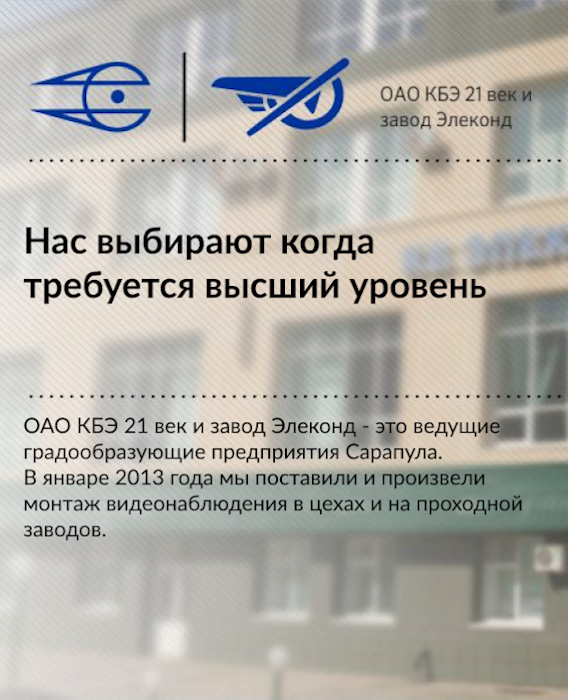 ОАО КБЭ 21 век и
завод Элеконд
Нас выбирают когда
требуется высший уровень
ОАО КБЭ 21 век и завод Элеконд - это ведущие
градообразующие предприятия Сарапула.
В январе 2013 года мы поставили и произвели
монтаж видеонаблюдения в цехах и на проходной
заводов.